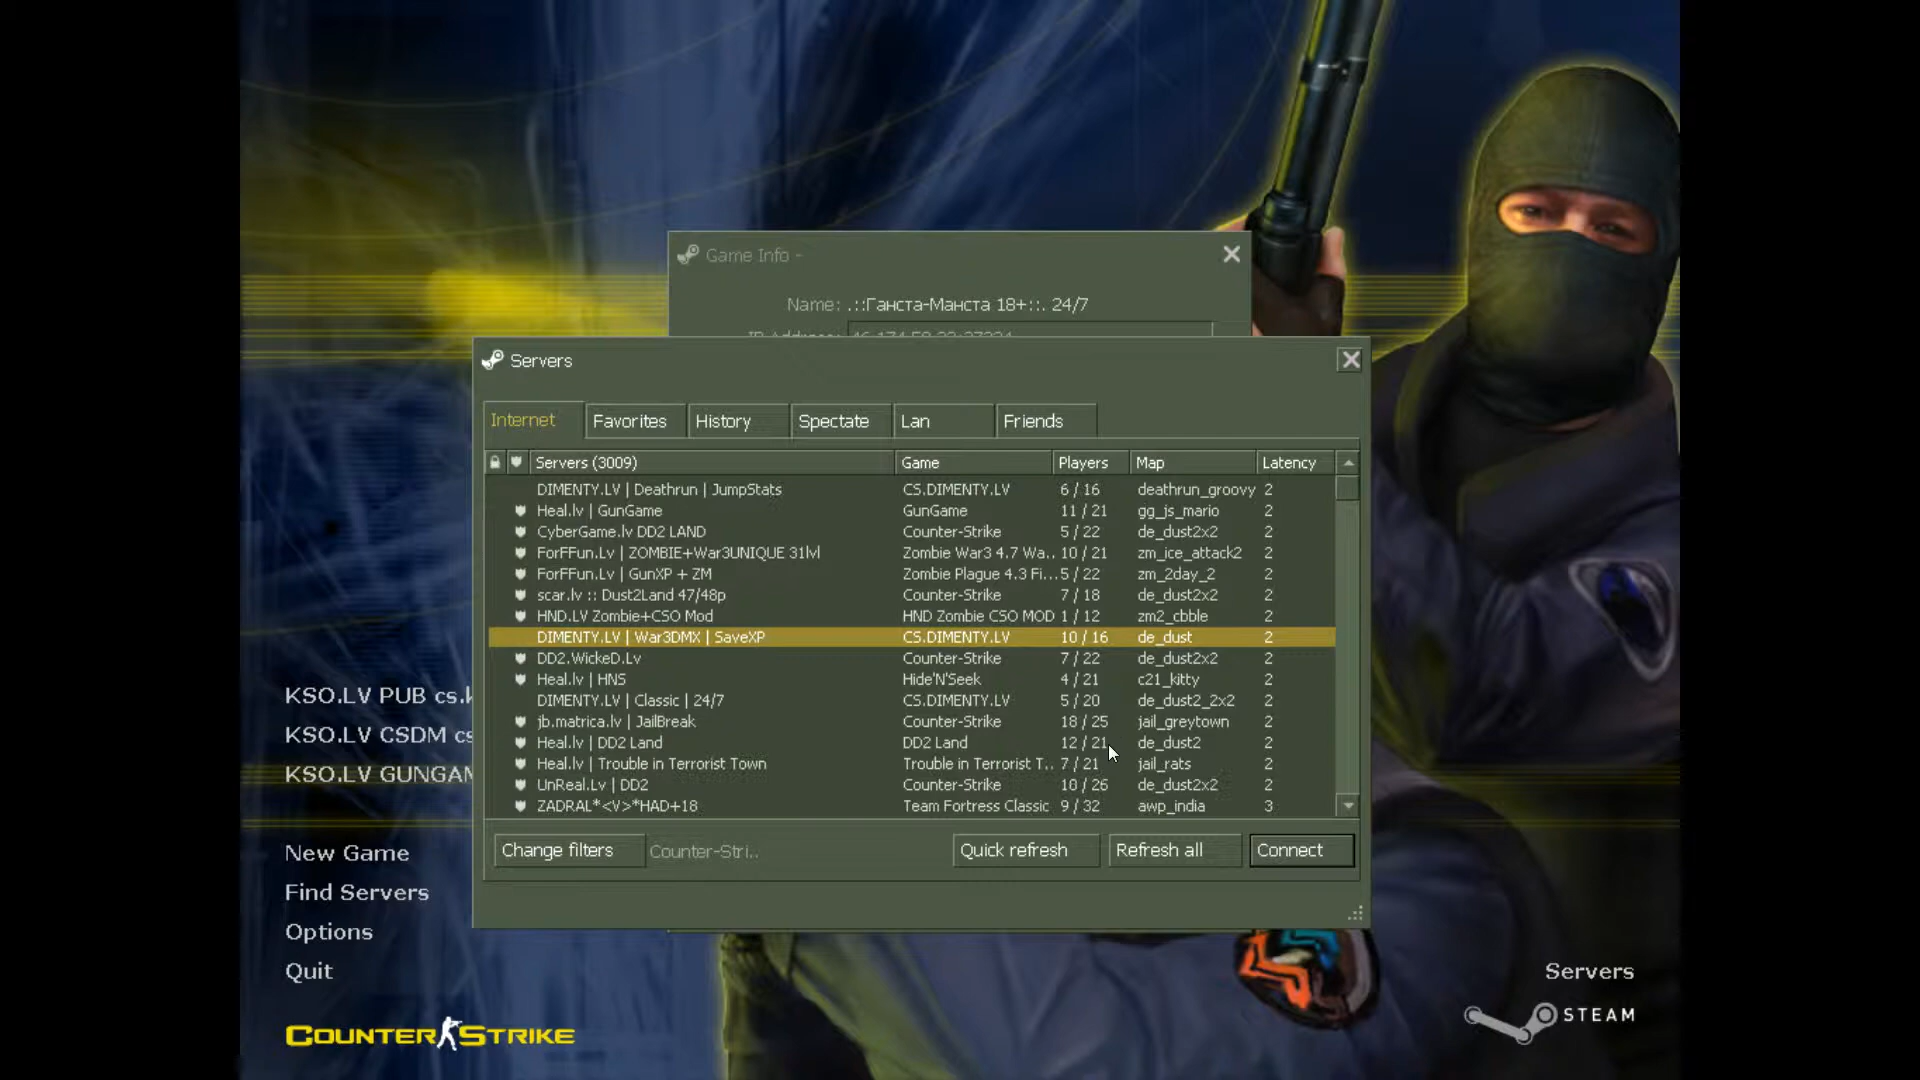 Game Info -
Name: .::Ганста-Манста 18+::. 24/7
Servers
Internet Favorites History Spectate Lan Friends
Servers (3009) Game Players Map Latency
DIMENTY.LV | Deathrun | JumpStats CS.DIMENTY.LV 6 / 16 deathrun_groovy 2
Heal.lv | GunGame GunGame 11 / 21 gg_js_mario 2
CyberGame.lv DD2 LAND Counter-Strike 5 / 22 de_dust2x2 2
ForFFun.Lv | ZOMBIE+War3UNIQUE 31lvl Zombie War3 4.7 Wa.. 10 / 21 zm_ice_attack2 2
ForFFun.Lv | GunXP + ZM Zombie Plague 4.3 Fi... 5 / 22 zm_2day_2 2
scar.lv :: Dust2Land 47/48p Counter-Strike 7 / 18 de_dust2x2 2
HND.LV Zombie+CSO Mod HND Zombie CSO MOD 1 / 12 zm2_cbble 2
DIMENTY.LV | War3DMX | SaveXP CS.DIMENTY.LV 10 / 16 de_dust 2
DD2.WickeD.Lv Counter-Strike 7 / 22 de_dust2x2 2
Heal.lv | HNS Hide'N'Seek 4 / 21 c21_kitty 2
DIMENTY.LV | Classic | 24/7 CS.DIMENTY.LV 5 / 20 de_dust2_2x2 2
jb.matrica.lv | JailBreak Counter-Strike 18 / 25 jail_greytown 2
Heal.lv | DD2 Land DD2 Land 12 / 21 de_dust2 2
Heal.lv | Trouble in Terrorist Town Trouble in Terrorist T.. 7 / 21 jail_rats 2
UnReal.Lv | DD2 Counter-Strike 18 / 26 de_dust2x2 2
ZADRAL*<V>*HAD+18 Team Fortress Classic 9 / 32 awp_india 3
Change filters Counter-Stri.. Quick refresh Refresh all Connect
KSO.LV PUB cs.k
KSO.LV CSDM cs
KSO.LV GUNGAM
New Game
Find Servers
Options
Quit
COUNTER STRIKE
Servers
STEAM